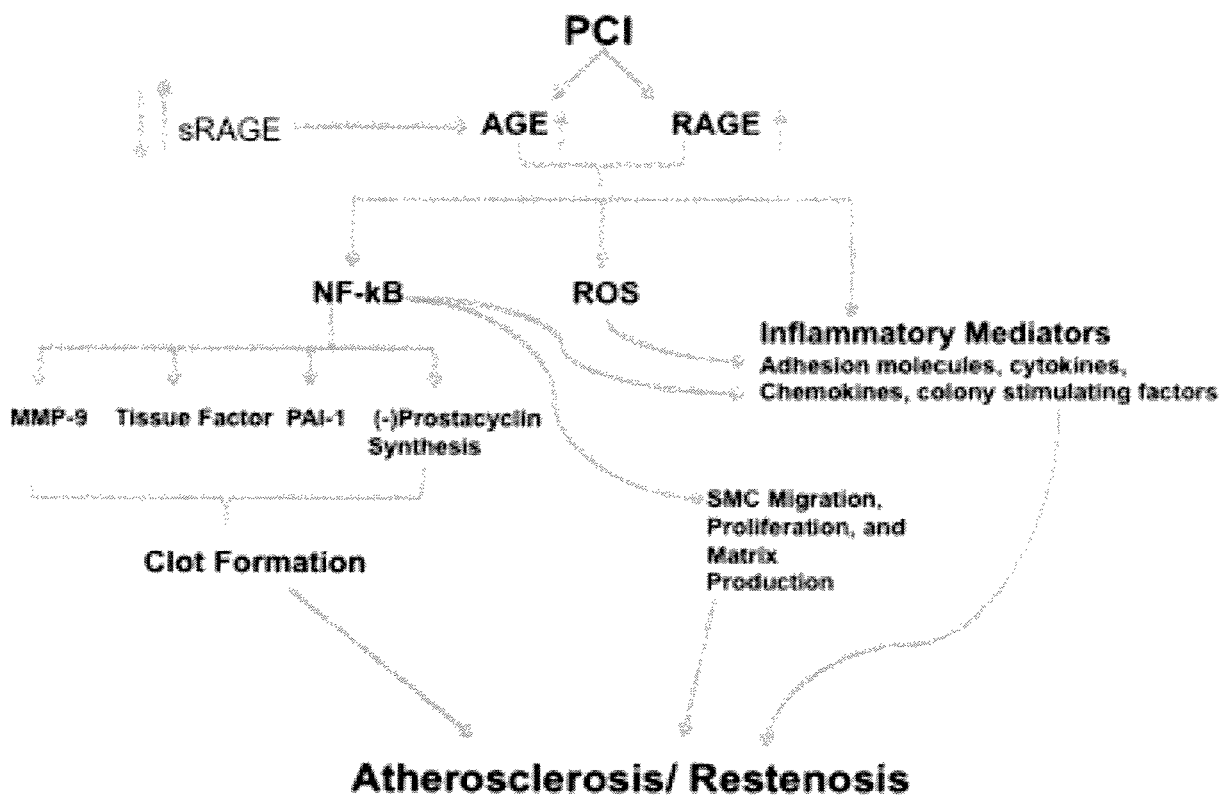 PCI
sRAGE
AGE
RAGE
NF-kB
ROS
Inflammatory Mediators
Adhesion molecules, cytokines,
Chemokines, colony stimulating factors
MMP-9
Tissue Factor
PAI-1
(-)Prostacyclin
Synthesis
SMC Migration,
Proliferation, and
Matrix
Production
Clot Formation
Atherosclerosis/ Restenosis